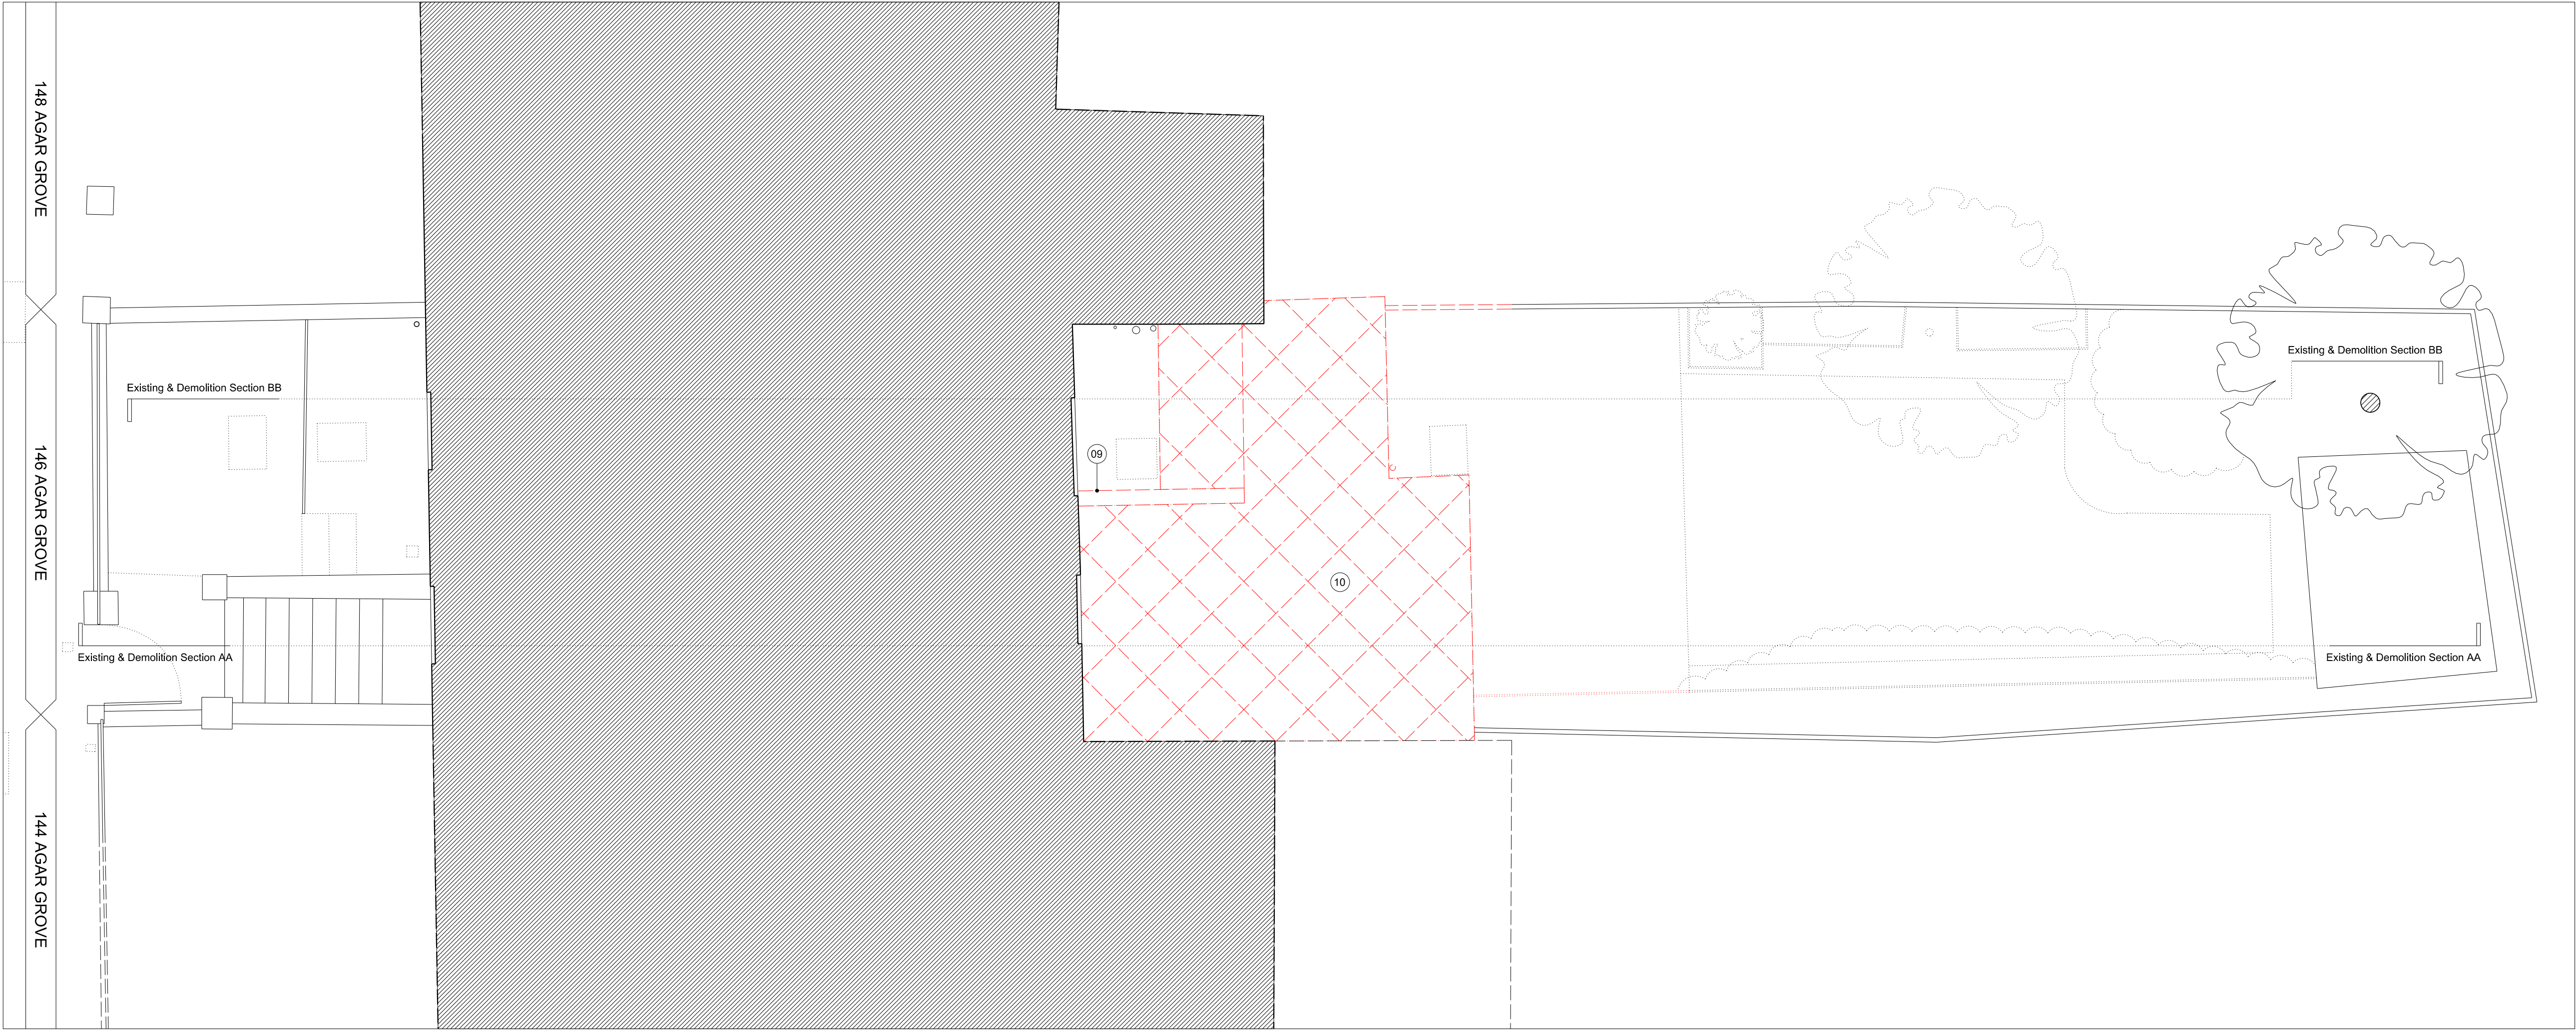 148 AGAR GROVE
146 AGAR GROVE
144 AGAR GROVE
Existing & Demolition Section BB
Existing & Demolition Section AA
09
10
Existing & Demolition Section BB
Existing & Demolition Section AA